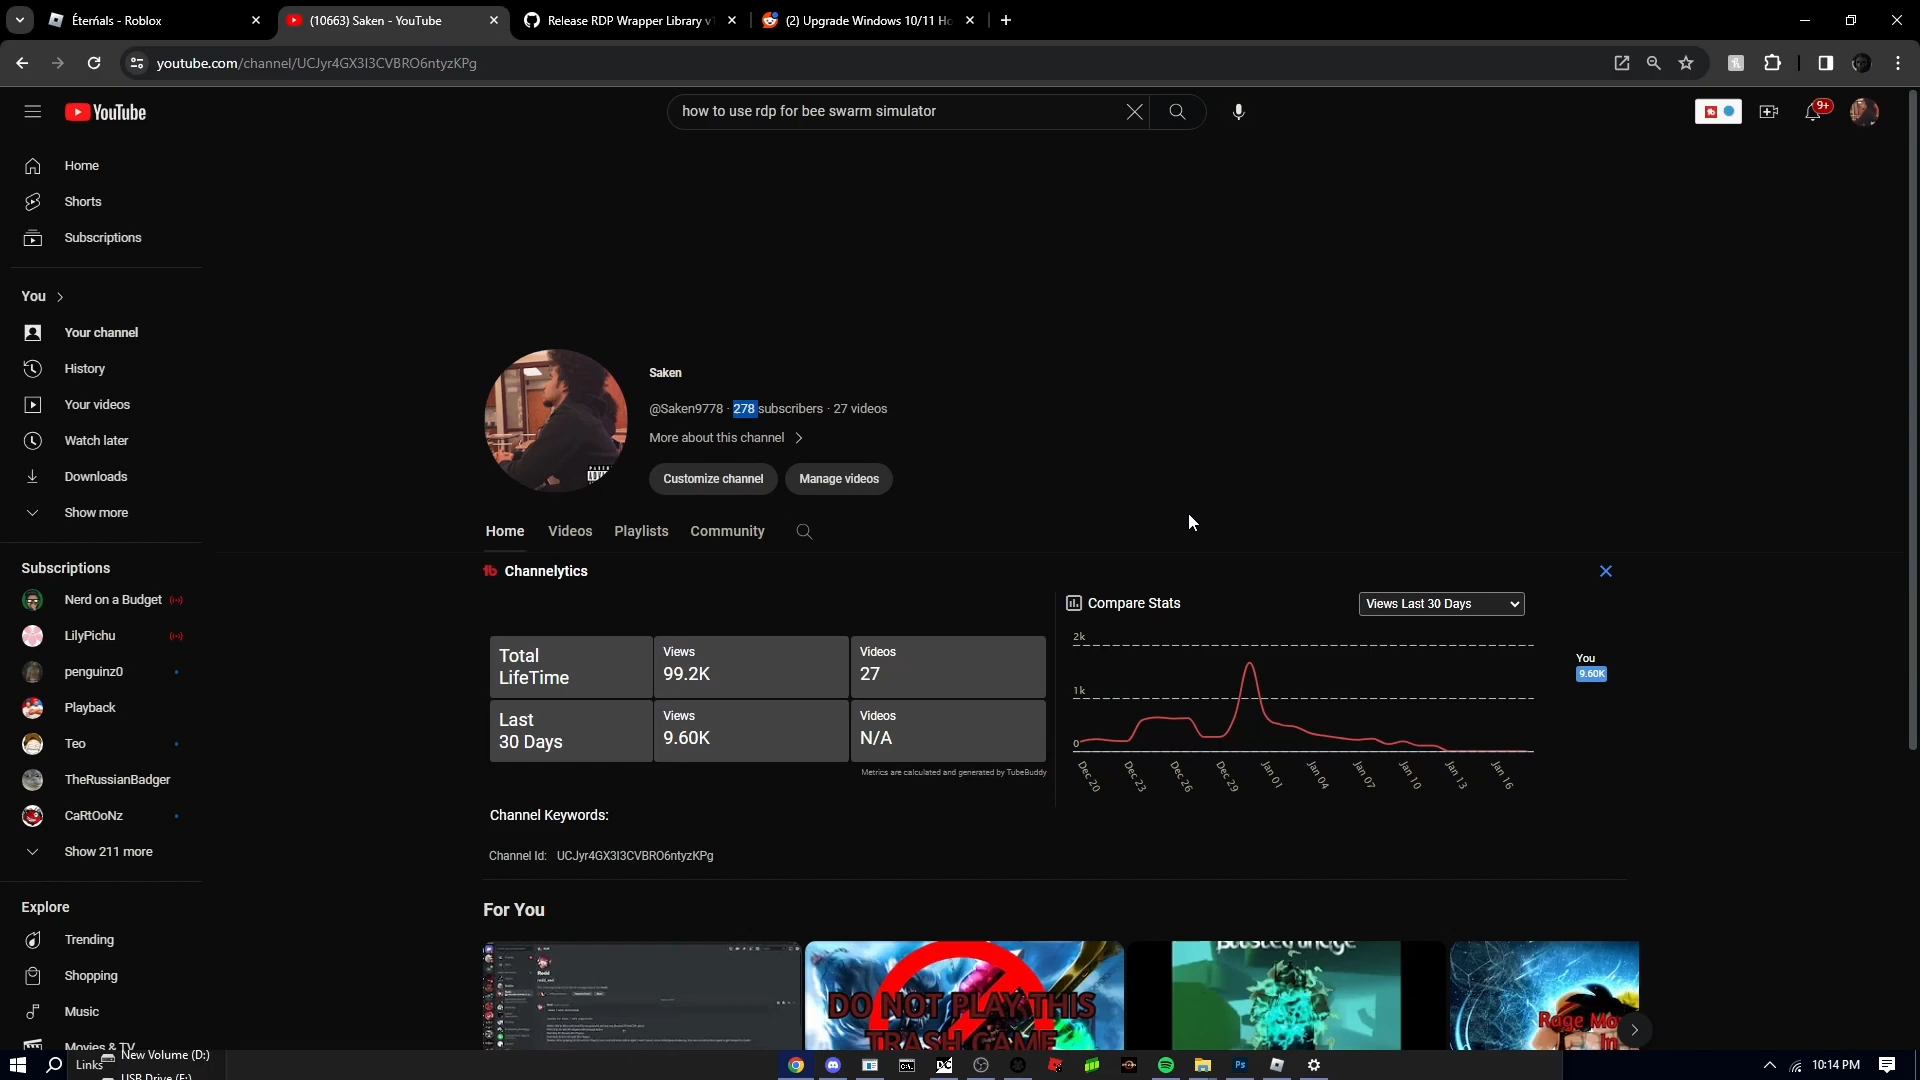 Éterńals - Roblox
(10663) Saken - YouTube
Release RDP Wrapper Library v1
(2) Upgrade Windows 10/11 Ho
youtube.com/channel/UCJyr4GX3I3CVBRO6ntyzKPg
YouTube
how to use rdp for bee swarm simulator
9+
Home
Shorts
Subscriptions
You
Your channel
History
Your videos
Watch later
Downloads
Show more
Subscriptions
Nerd on a Budget
LilyPichu
penguinz0
Playback
Teo
TheRussianBadger
CaRtOoNz
Show 211 more
Explore
Trending
Shopping
Music
Movies & TV
Saken
@Saken9778 · 278 subscribers · 27 videos
More about this channel
Customize channel
Manage videos
Home
Videos
Playlists
Community
Channelytics
Total LifeTime
Views
99.2K
Videos
27
Last 30 Days
Views
9.60K
Videos
N/A
Metrics are calculated and generated by TubeBuddy
Compare Stats
Views Last 30 Days
2k
1k
0
Dec 20
Dec 23
Dec 26
Dec 29
Jan 01
Jan 04
Jan 07
Jan 10
Jan 13
Jan 16
You
9.60K
Channel Keywords:
Channel Id: UCJyr4GX3I3CVBRO6ntyzKPg
For You
Redd
DO NOT PLAY THIS
TRASH GAME
Rage Mo
In
Links
New Volume (D:)
USB Drive (F:)
10:14 PM